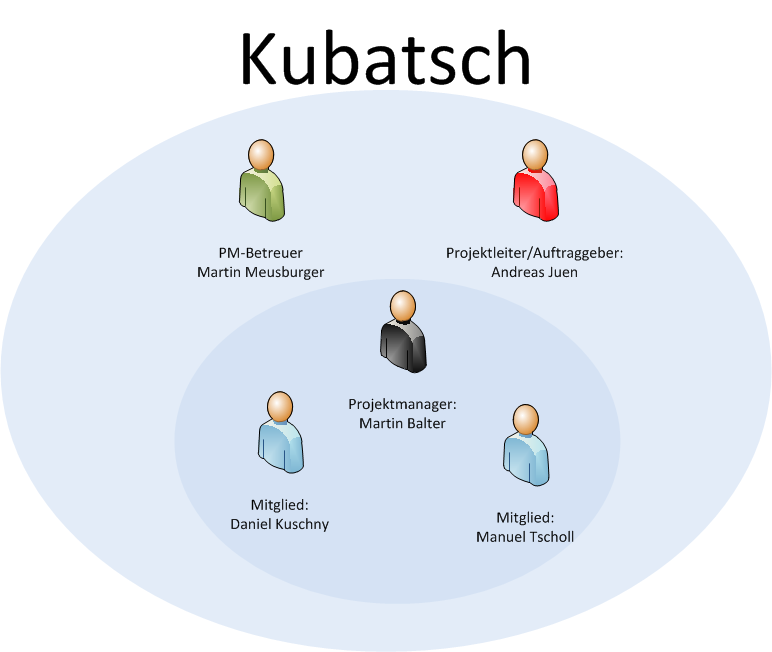 Kubatsch
PM-Betreuer
Martin Meusburger
Projektleiter/Auftraggeber:
Andreas Juen
Projektmanager:
Martin Balter
Mitglied:
Daniel Kuschny
Mitglied:
Manuel Tscholl